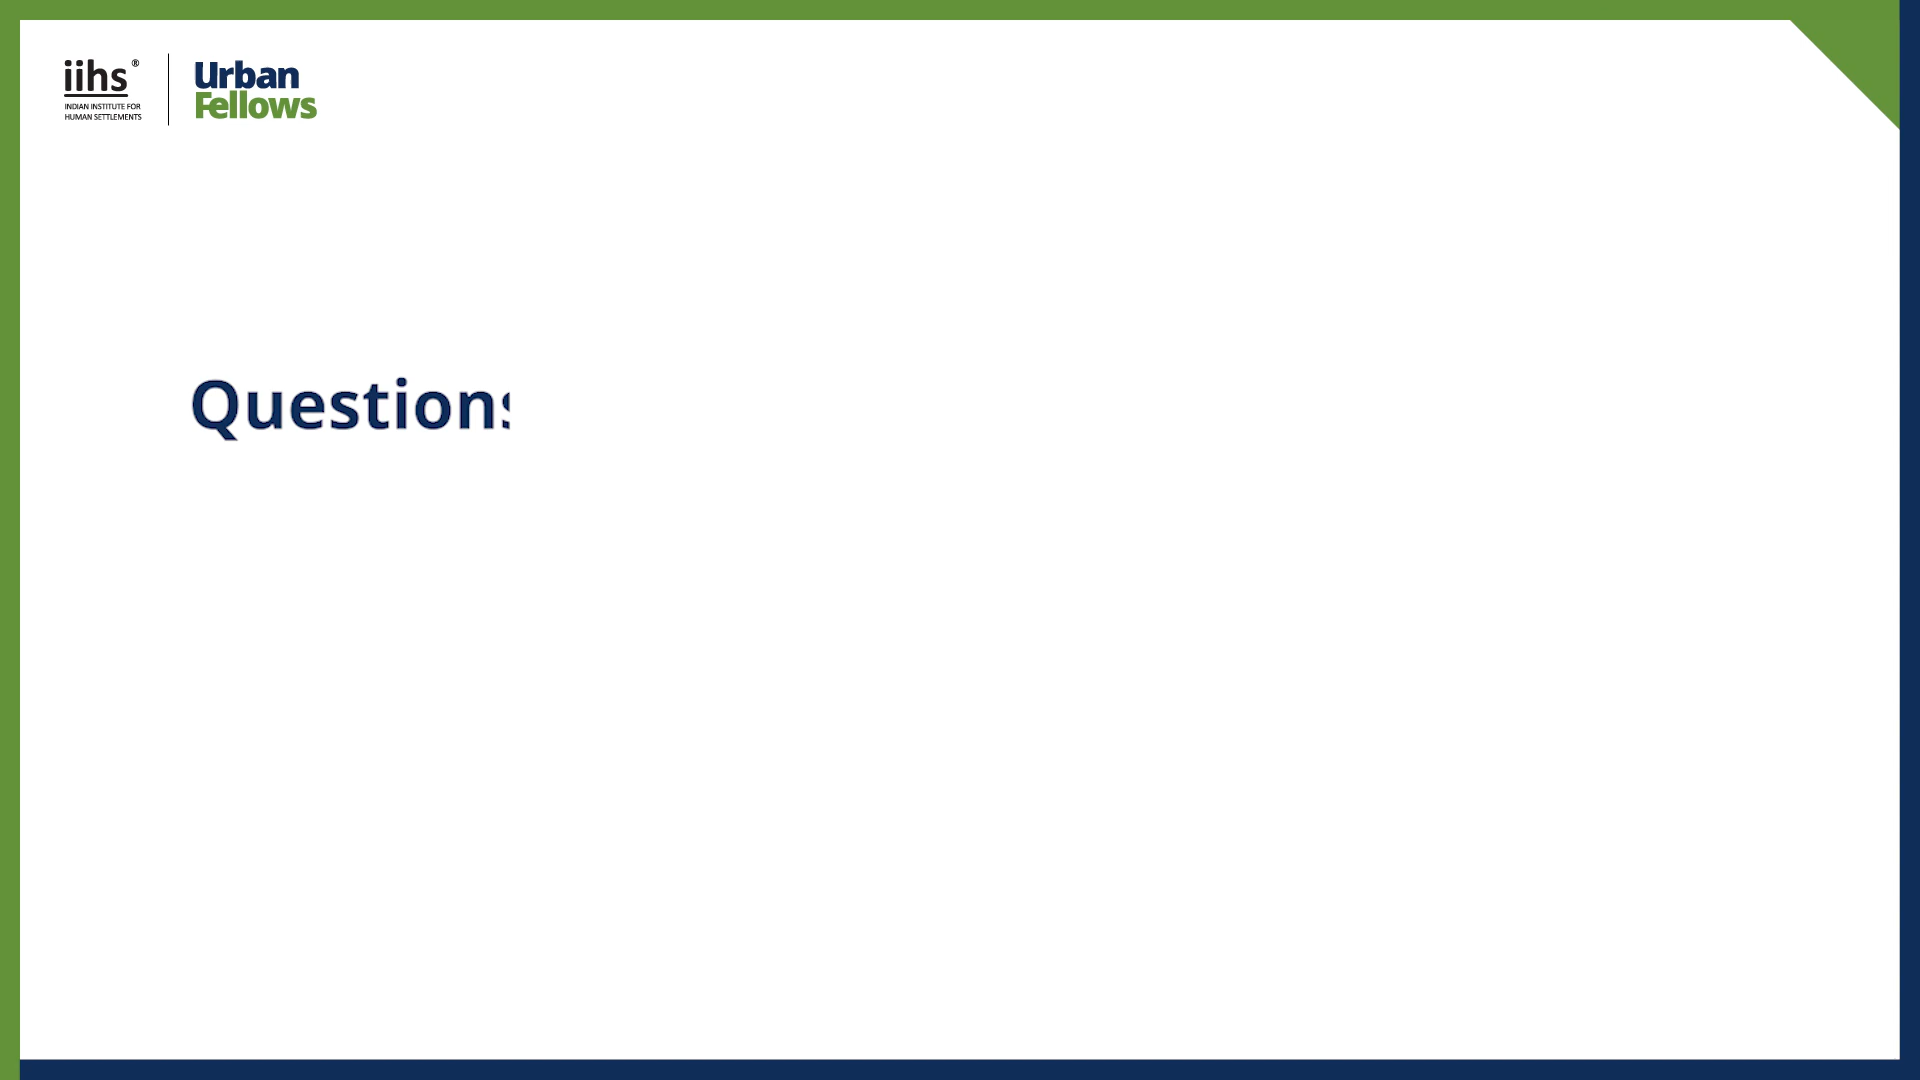 iihs®
INDIAN INSTITUTE FOR
HUMAN SETTLEMENTS
Urban
Fellows
Questions